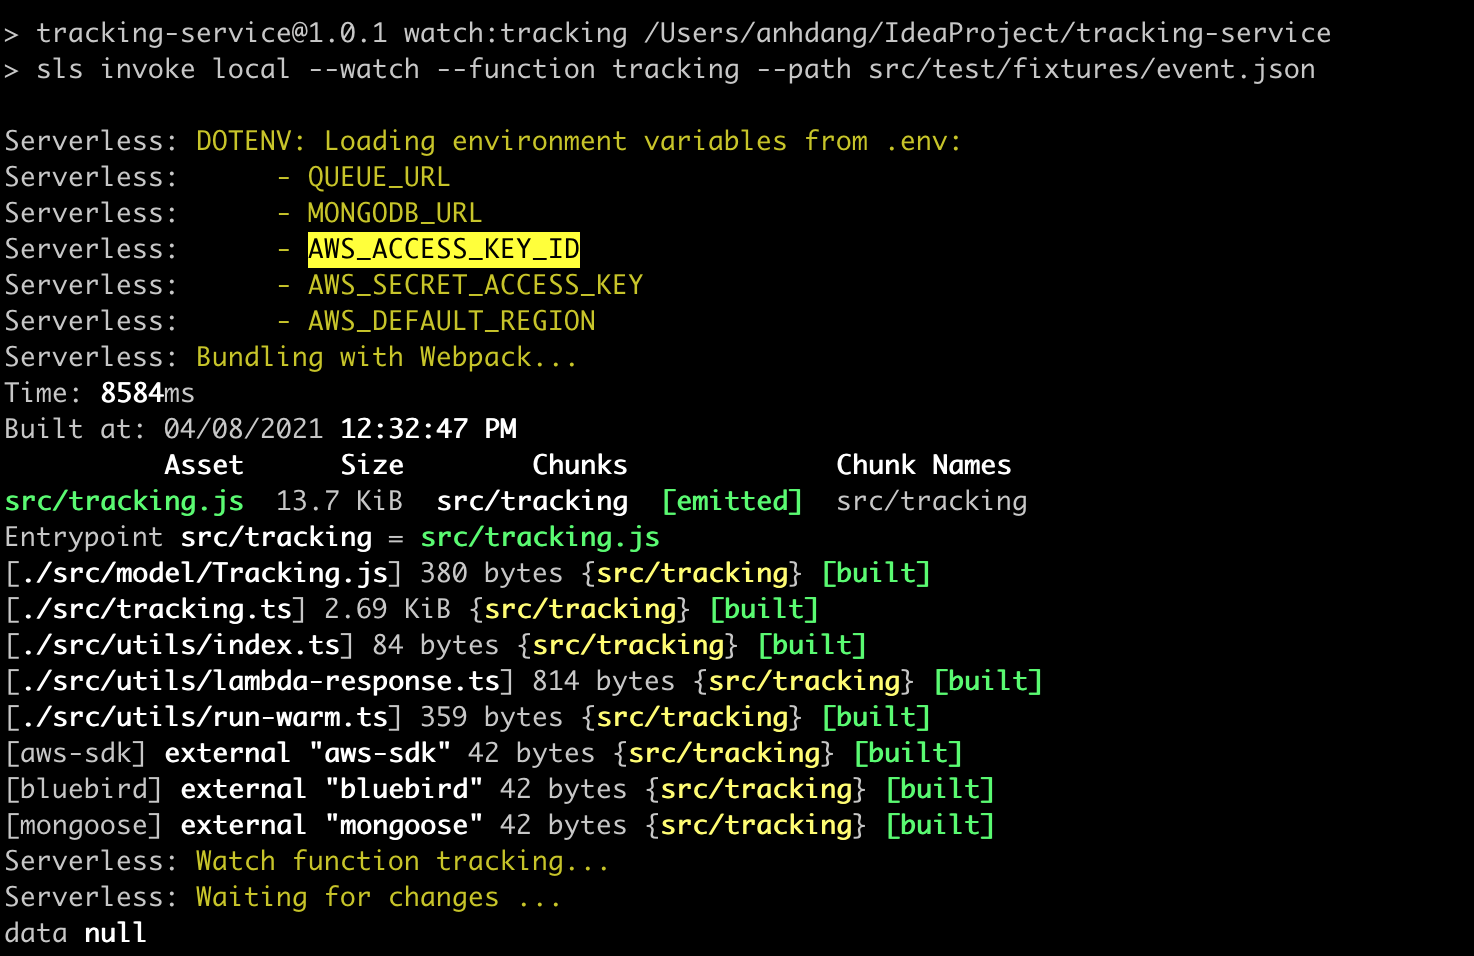 > tracking-service@1.0.1 watch:tracking /Users/anhdang/IdeaProject/tracking-service
> sls invoke local --watch --function tracking --path src/test/fixtures/event.json
Serverless: DOTENV: Loading environment variables from .env:
Serverless:      - QUEUE_URL
Serverless:      - MONGODB_URL
Serverless:      - AWS_ACCESS_KEY_ID
Serverless:      - AWS_SECRET_ACCESS_KEY
Serverless:      - AWS_DEFAULT_REGION
Serverless: Bundling with Webpack...
Time: 8584ms
Built at: 04/08/2021 12:32:47 PM
          Asset      Size        Chunks             Chunk Names
src/tracking.js  13.7 KiB  src/tracking  [emitted]  src/tracking
Entrypoint src/tracking = src/tracking.js
[./src/model/Tracking.js] 380 bytes {src/tracking} [built]
[./src/tracking.ts] 2.69 KiB {src/tracking} [built]
[./src/utils/index.ts] 84 bytes {src/tracking} [built]
[./src/utils/lambda-response.ts] 814 bytes {src/tracking} [built]
[./src/utils/run-warm.ts] 359 bytes {src/tracking} [built]
[aws-sdk] external "aws-sdk" 42 bytes {src/tracking} [built]
[bluebird] external "bluebird" 42 bytes {src/tracking} [built]
[mongoose] external "mongoose" 42 bytes {src/tracking} [built]
Serverless: Watch function tracking...
Serverless: Waiting for changes ...
data null